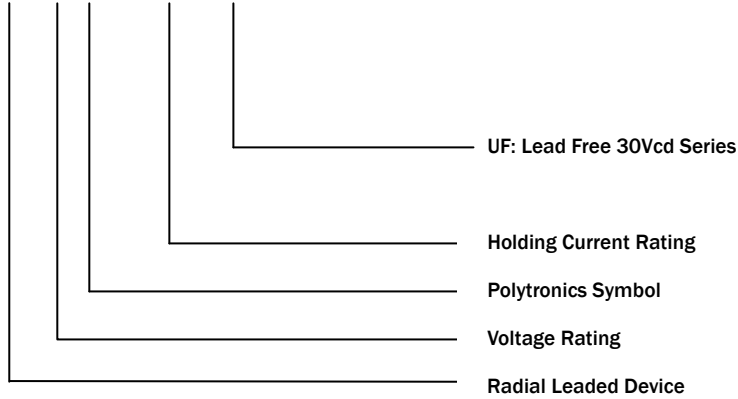 UF: Lead Free 30Vcd Series
Holding Current Rating
Polytronics Symbol
Voltage Rating
Radial Leaded Device